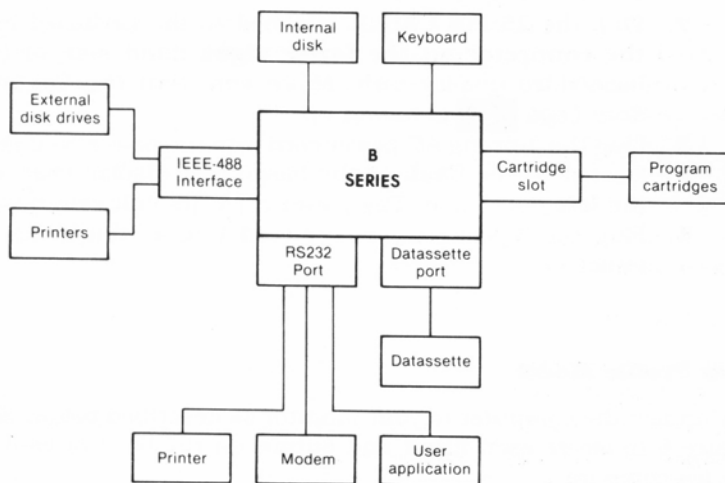 Internal
disk
Keyboard
External
disk drives
IEEE-488
Interface
B
SERIES
Cartridge
slot
Program
cartridges
Printers
RS232
Port
Datassette
port
Datassette
Printer
Modem
User
application